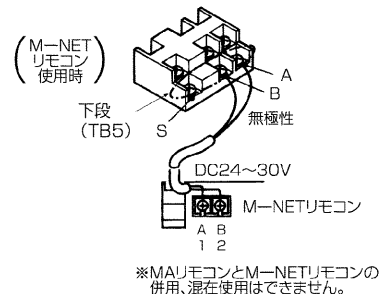 M−NET
リモコン
使用時
A
B
下段
(TB5)
S
無極性
DC24〜30V
M−NETリモコン
A B
1 2
※MAリモコンとM−NETリモコンの
併用、混在使用はできません。